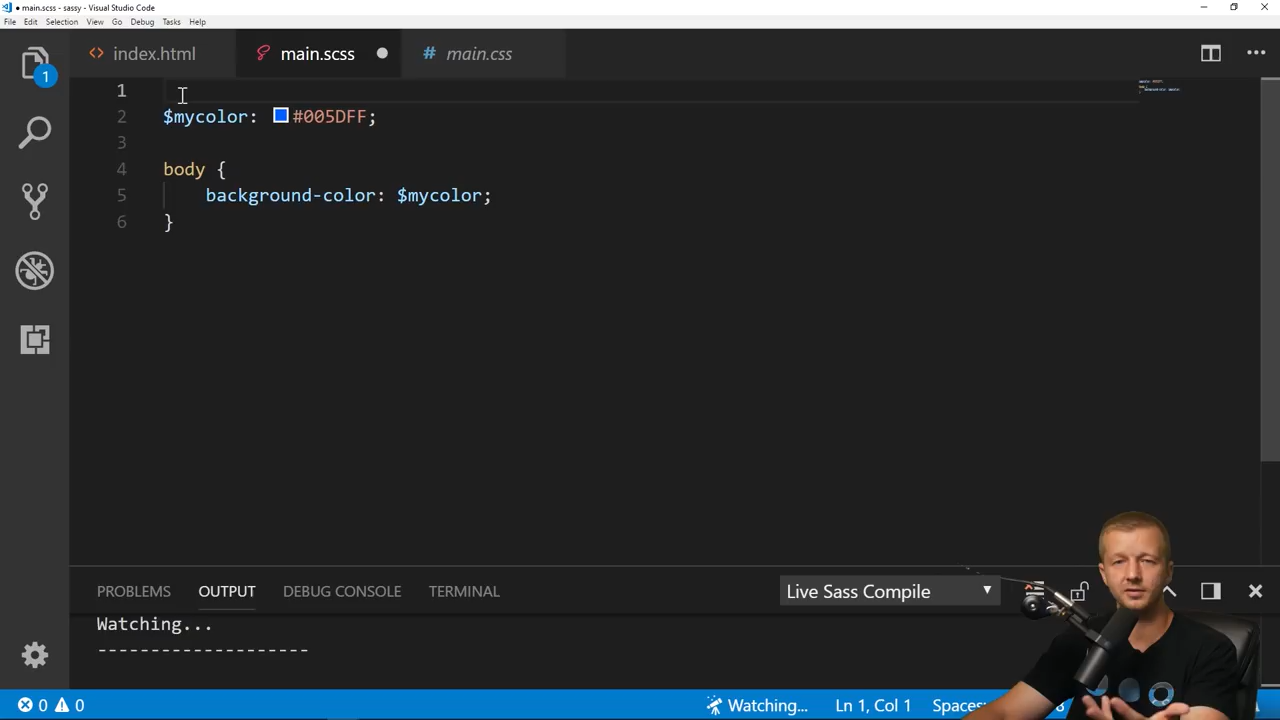 ● main.scss - sassy - Visual Studio Code
File Edit Selection View Go Debug Tasks Help
index.html main.scss ● # main.css
1
2 $mycolor: #005DFF;
3
4 body {
5 background-color: $mycolor;
6 }
PROBLEMS OUTPUT DEBUG CONSOLE TERMINAL Live Sass Compile
Watching...
--------------------
0 0 Watching... Ln 1, Col 1 Spaces:
1